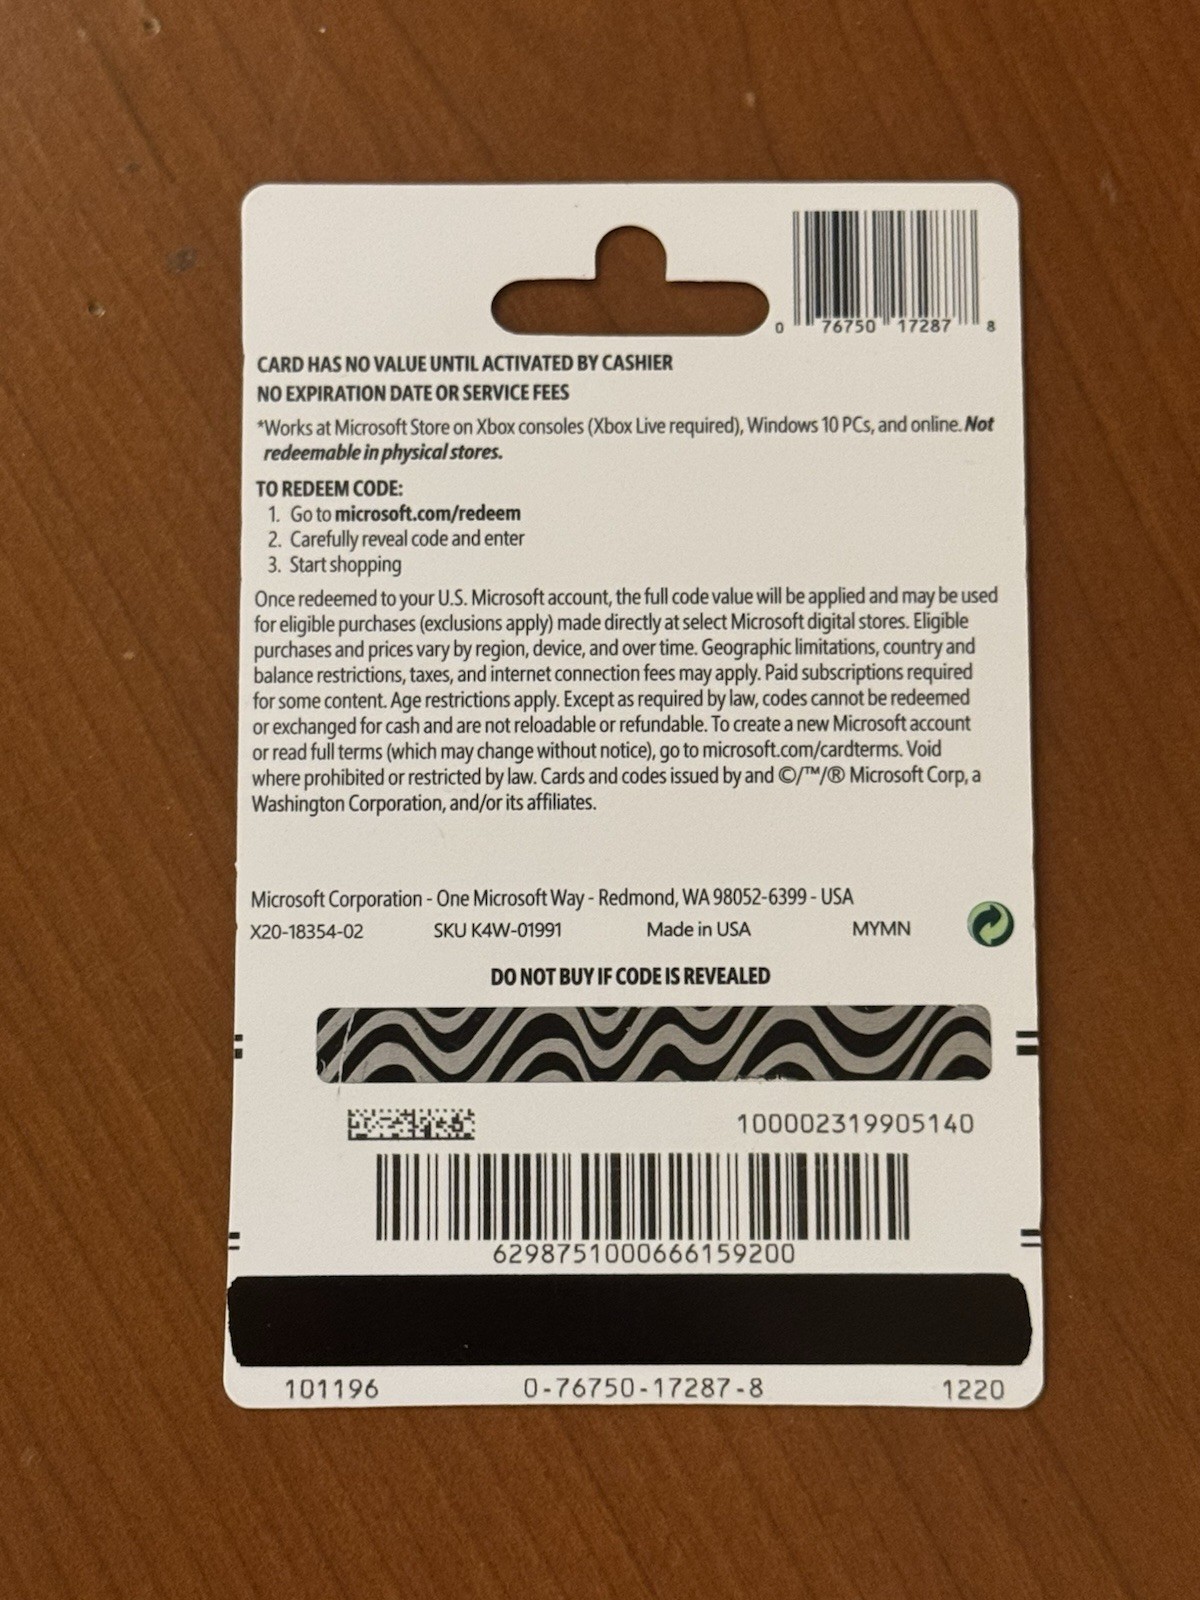 0 76750 17287 8
CARD HAS NO VALUE UNTIL ACTIVATED BY CASHIER
NO EXPIRATION DATE OR SERVICE FEES
*Works at Microsoft Store on Xbox consoles (Xbox Live required), Windows 10 PCs, and online. Not
redeemable in physical stores.
TO REDEEM CODE:
1. Go to microsoft.com/redeem
2. Carefully reveal code and enter
3. Start shopping
Once redeemed to your U.S. Microsoft account, the full code value will be applied and may be used
for eligible purchases (exclusions apply) made directly at select Microsoft digital stores. Eligible
purchases and prices vary by region, device, and over time. Geographic limitations, country and
balance restrictions, taxes, and internet connection fees may apply. Paid subscriptions required
for some content. Age restrictions apply. Except as required by law, codes cannot be redeemed
or exchanged for cash and are not reloadable or refundable. To create a new Microsoft account
or read full terms (which may change without notice), go to microsoft.com/cardterms. Void
where prohibited or restricted by law. Cards and codes issued by and ©/™/® Microsoft Corp, a
Washington Corporation, and/or its affiliates.
Microsoft Corporation - One Microsoft Way - Redmond, WA 98052-6399 - USA
X20-18354-02 SKU K4W-01991 Made in USA MYMN
DO NOT BUY IF CODE IS REVEALED
100002319905140
6298751000666159200
101196 0-76750-17287-8 1220